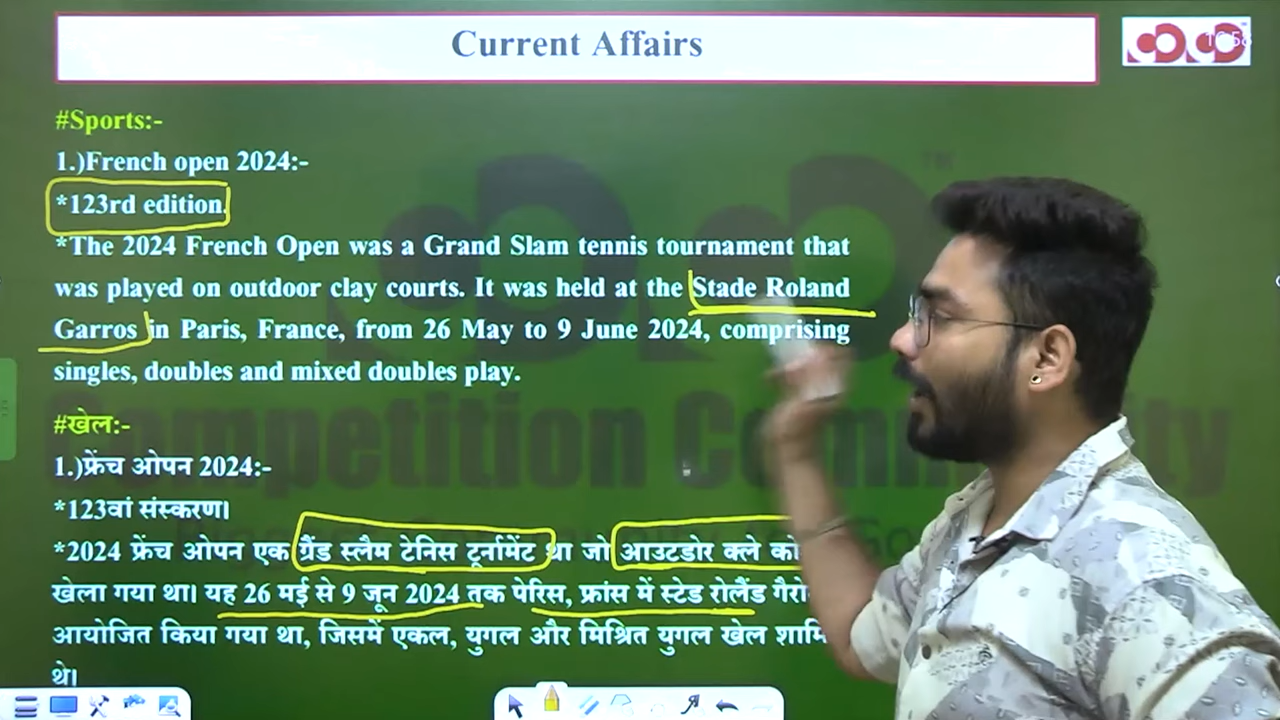 Current Affairs
#Sports:-
1.)French open 2024:-
*123rd edition.
*The 2024 French Open was a Grand Slam tennis tournament that
was played on outdoor clay courts. It was held at the Stade Roland
Garros in Paris, France, from 26 May to 9 June 2024, comprising
singles, doubles and mixed doubles play.
#खेल:-
1.)फ्रेंच ओपन 2024:-
*123वां संस्करण।
*2024 फ्रेंच ओपन एक ग्रैंड स्लैम टेनिस टूर्नामेंट था जो आउटडोर क्ले
खेला गया था। यह 26 मई से 9 जून 2024 तक पेरिस, फ्रांस में स्टेड रोलैंड
आयोजित किया गया था, जिसमें एकल, युगल और मिश्रित युगल खेल
थे।
Competition Community